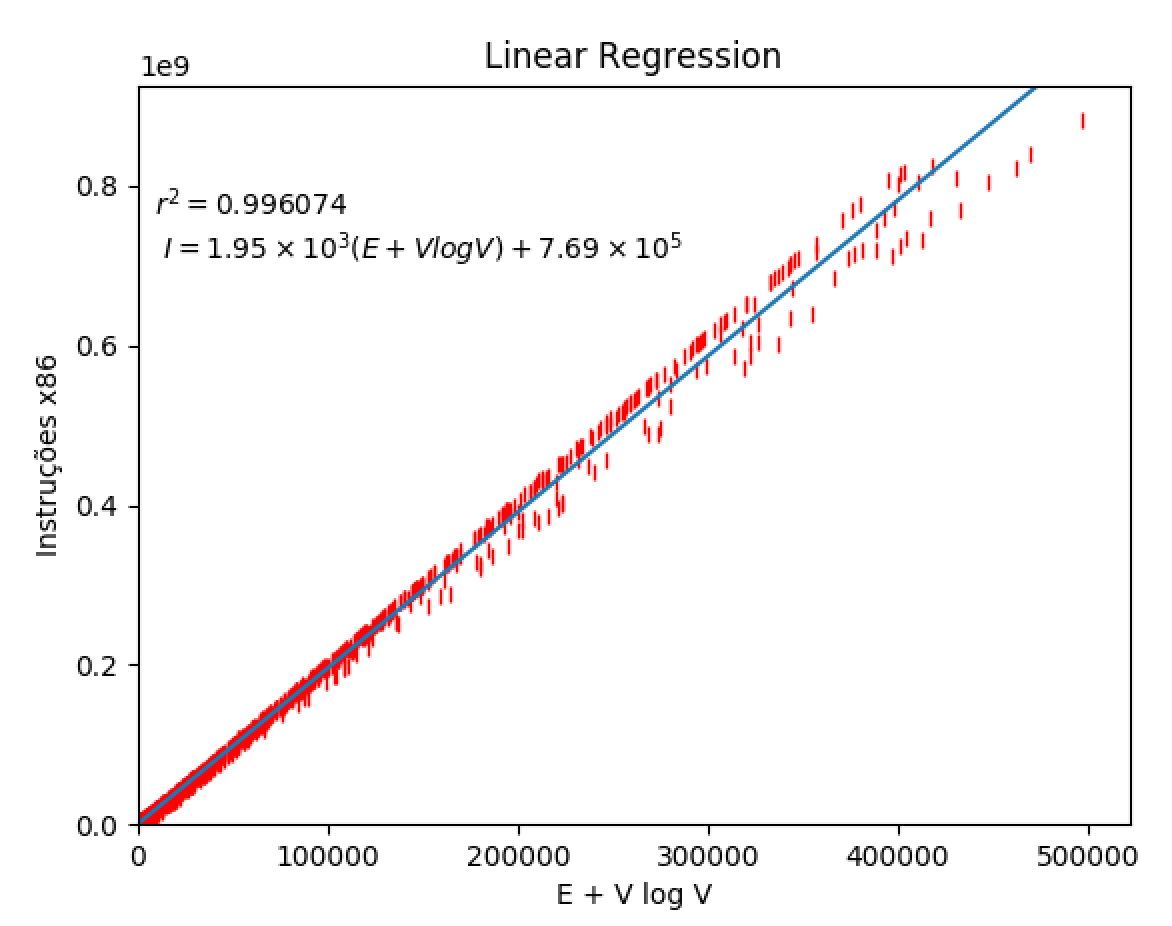 Linear Regression
1e9
r² = 0.996074
I = 1.95 × 10³(E + VlogV) + 7.69 × 10⁵
Instruções x86
0.8
0.6
0.4
0.2
0.0
0 100000 200000 300000 400000 500000
E + V log V